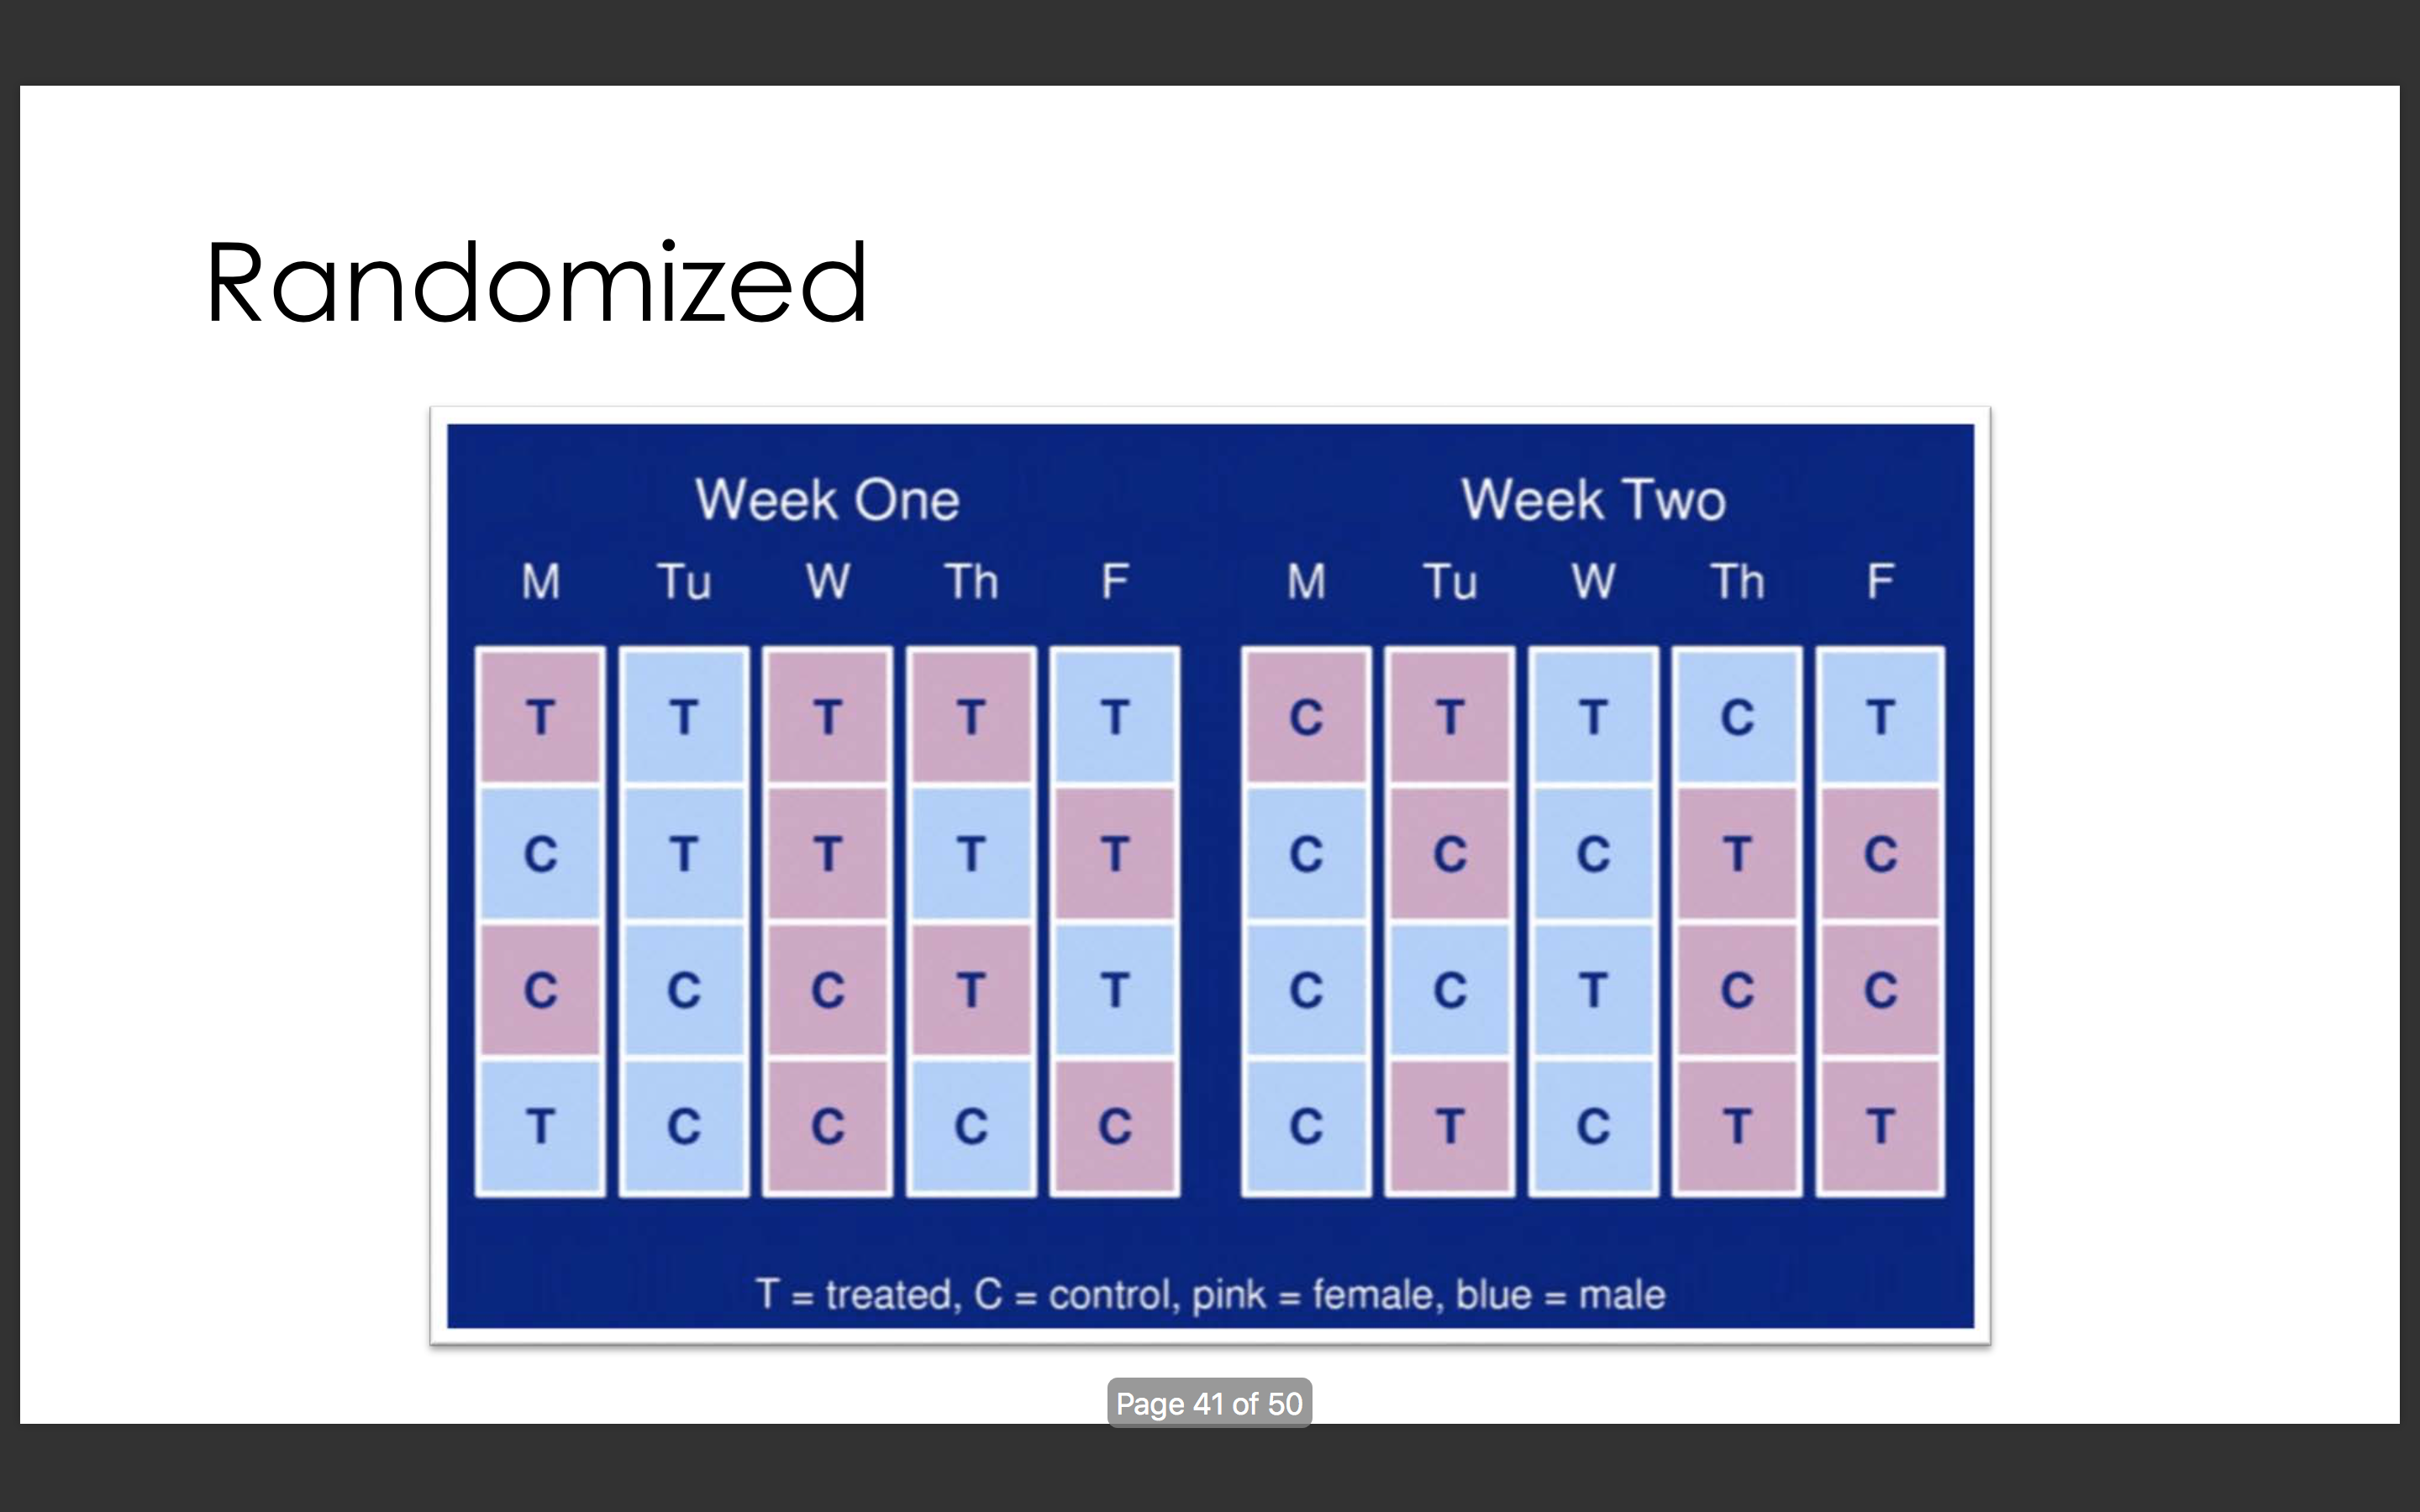 Randomized
Week One Week Two
M Tu W Th F M Tu W Th F
T T T T T C T T C T
C T T T T C C C T C
C C C T T C C T C C
T C C C C C T C T T
T = treated, C = control, pink = female, blue = male
Page 41 of 50